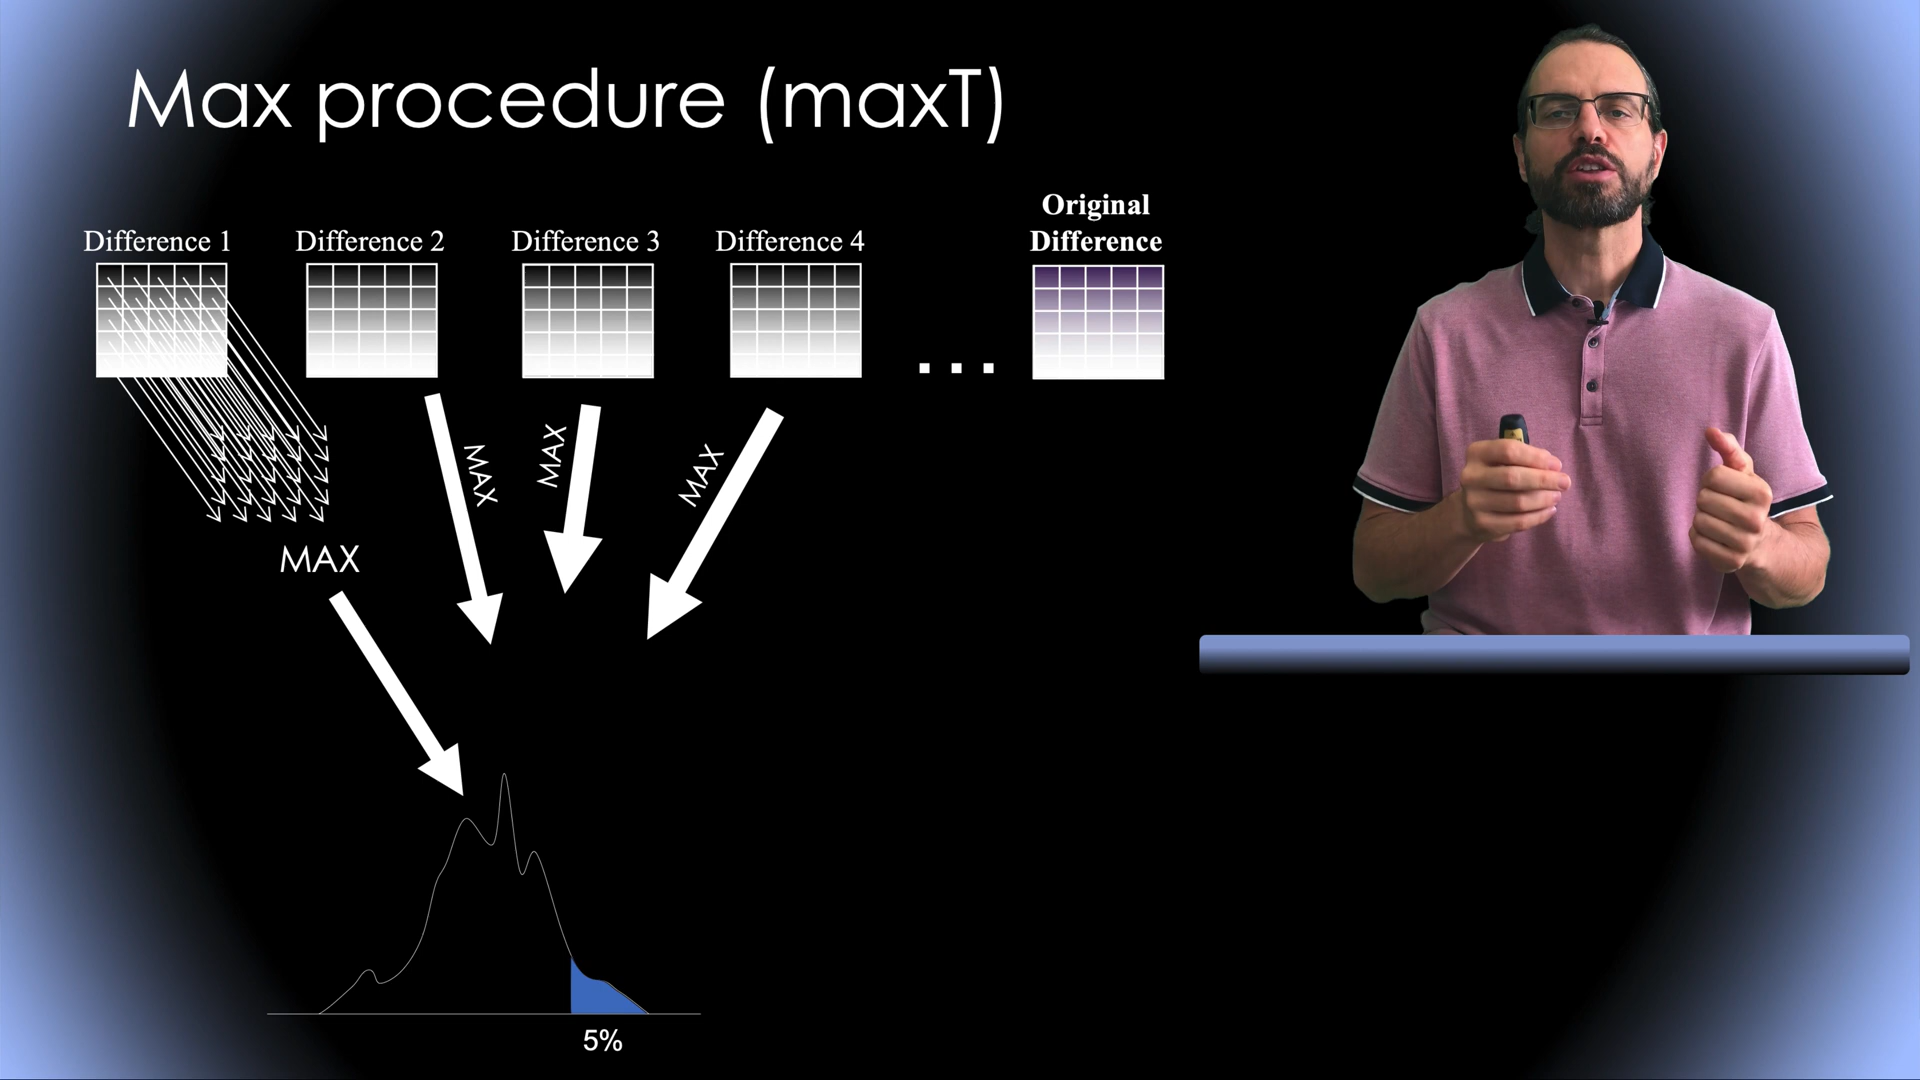 Max procedure (maxT)
Difference 1
Difference 2
Difference 3
Difference 4
Original
Difference
...
MAX
MAX
MAX
MAX
5%